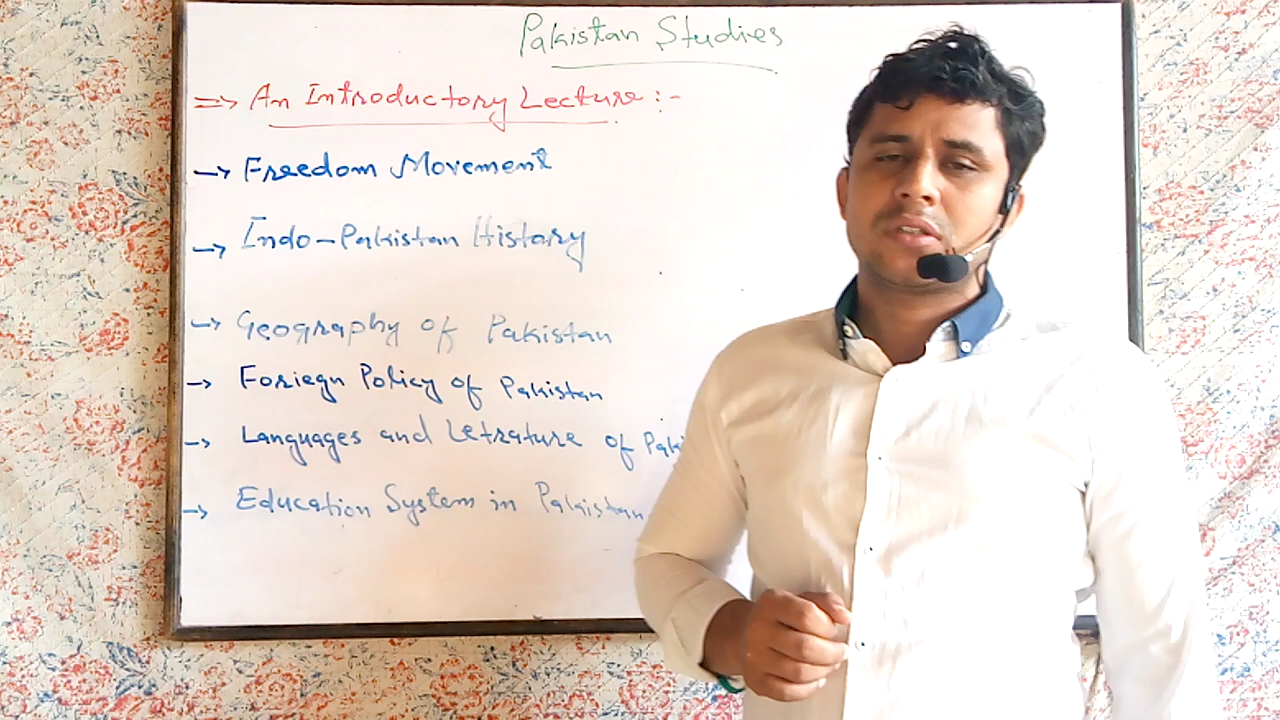 Pakistan Studies
=> An Introductory Lecture :-
→ Freedom Movement
→ Indo-Pakistan History
→ Geography of Pakistan
→ Foriegn Policy of Pakistan
→ Languages and Letrature of Paki
→ Education System in Pakistan